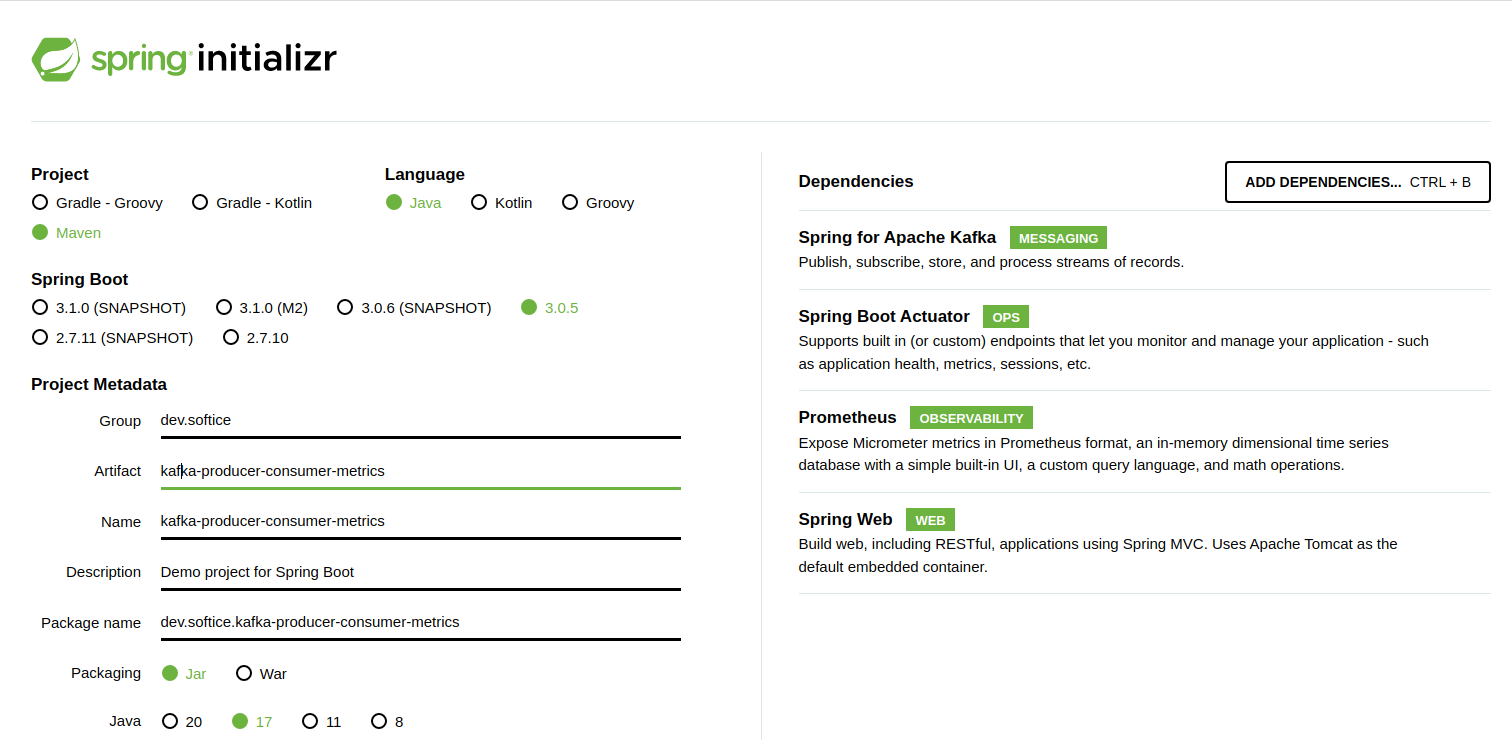 spring initializr
Project
Gradle - Groovy Gradle - Kotlin
Maven
Language
Java Kotlin Groovy
Spring Boot
3.1.0 (SNAPSHOT) 3.1.0 (M2) 3.0.6 (SNAPSHOT) 3.0.5
2.7.11 (SNAPSHOT) 2.7.10
Project Metadata
Group dev.softice
Artifact kafka-producer-consumer-metrics
Name kafka-producer-consumer-metrics
Description Demo project for Spring Boot
Package name dev.softice.kafka-producer-consumer-metrics
Packaging Jar War
Java 20 17 11 8
Dependencies ADD DEPENDENCIES... CTRL + B
Spring for Apache Kafka MESSAGING
Publish, subscribe, store, and process streams of records.
Spring Boot Actuator OPS
Supports built in (or custom) endpoints that let you monitor and manage your application - such
as application health, metrics, sessions, etc.
Prometheus OBSERVABILITY
Expose Micrometer metrics in Prometheus format, an in-memory dimensional time series
database with a simple built-in UI, a custom query language, and math operations.
Spring Web WEB
Build web, including RESTful, applications using Spring MVC. Uses Apache Tomcat as the
default embedded container.